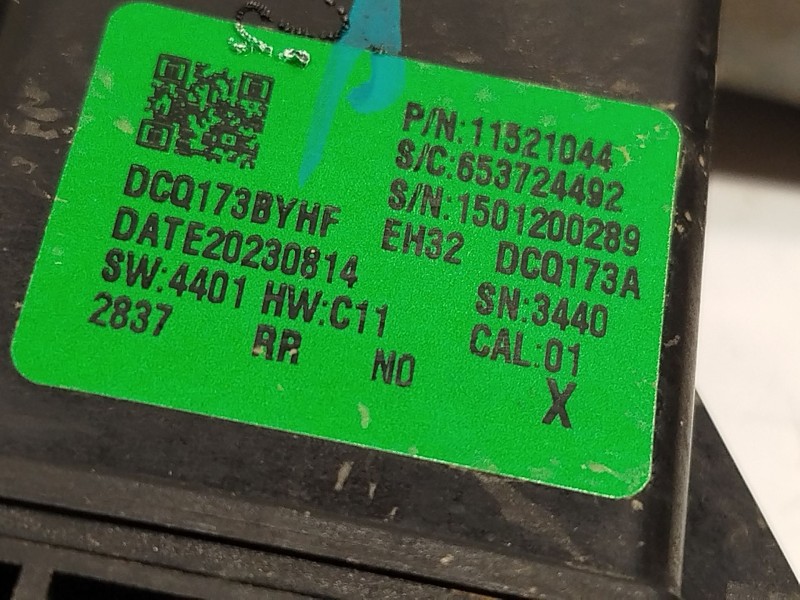 P/N:11521044
S/C:653724492
DCQ173BYHF S/N:1501200289
DATE20230814 EH32 DCQ173A
SW:4401 HW:C11 SN:3440
2837 RR NO CAL:01
X